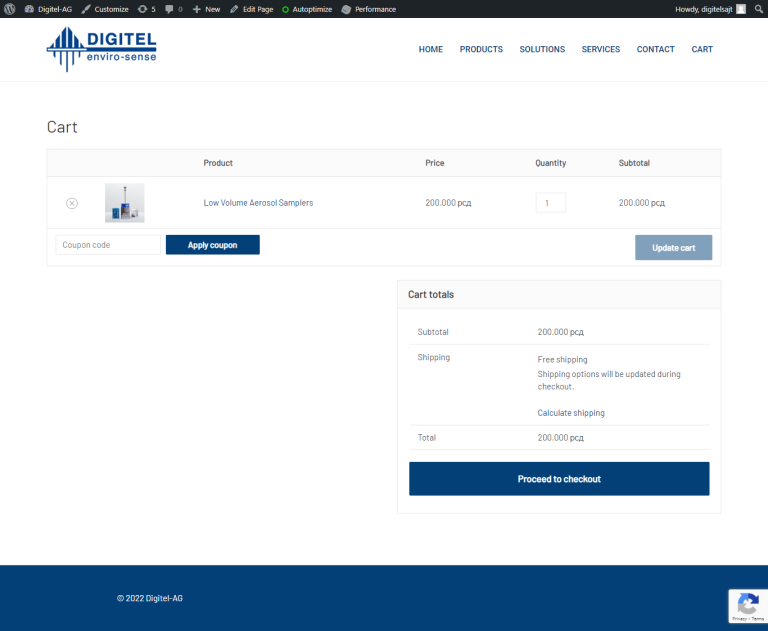 Digitel-AG Customize 5 0 New Edit Page Autoptimize Performance Howdy, digitelsajt
DIGITEL
enviro-sense
HOME PRODUCTS SOLUTIONS SERVICES CONTACT CART
Cart
Product Price Quantity Subtotal
Low Volume Aerosol Samplers 200.000 рсд 1 200.000 рсд
Coupon code Apply coupon Update cart
Cart totals
Subtotal 200.000 рсд
Shipping Free shipping
Shipping options will be updated during
checkout.
Calculate shipping
Total 200.000 рсд
Proceed to checkout
© 2022 Digitel-AG
Privacy - Terms